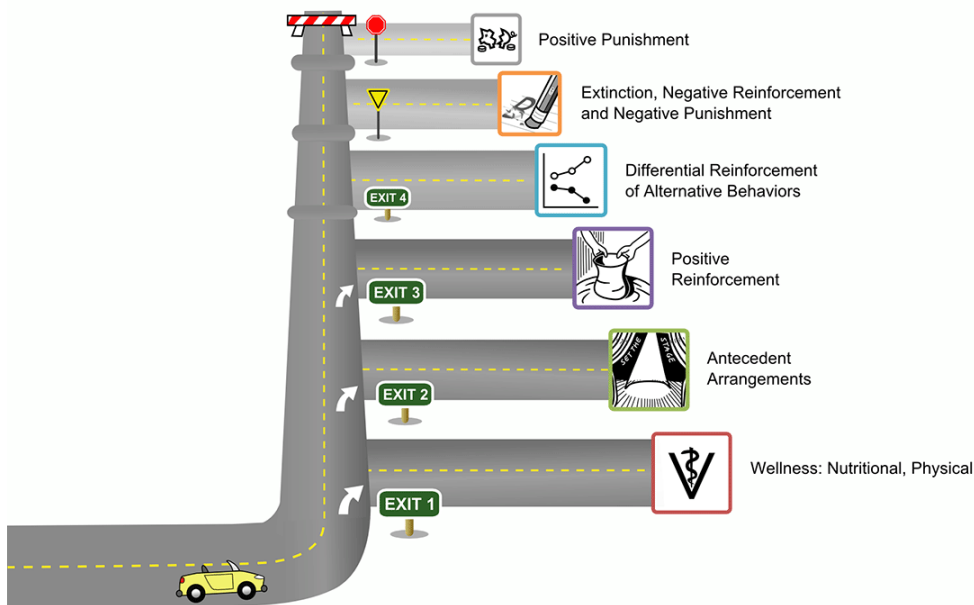 Positive Punishment
Extinction, Negative Reinforcement
and Negative Punishment
Differential Reinforcement
of Alternative Behaviors
EXIT 4
Positive
Reinforcement
EXIT 3
SET THE
STAGE
Antecedent
Arrangements
EXIT 2
Wellness: Nutritional, Physical
V
EXIT 1